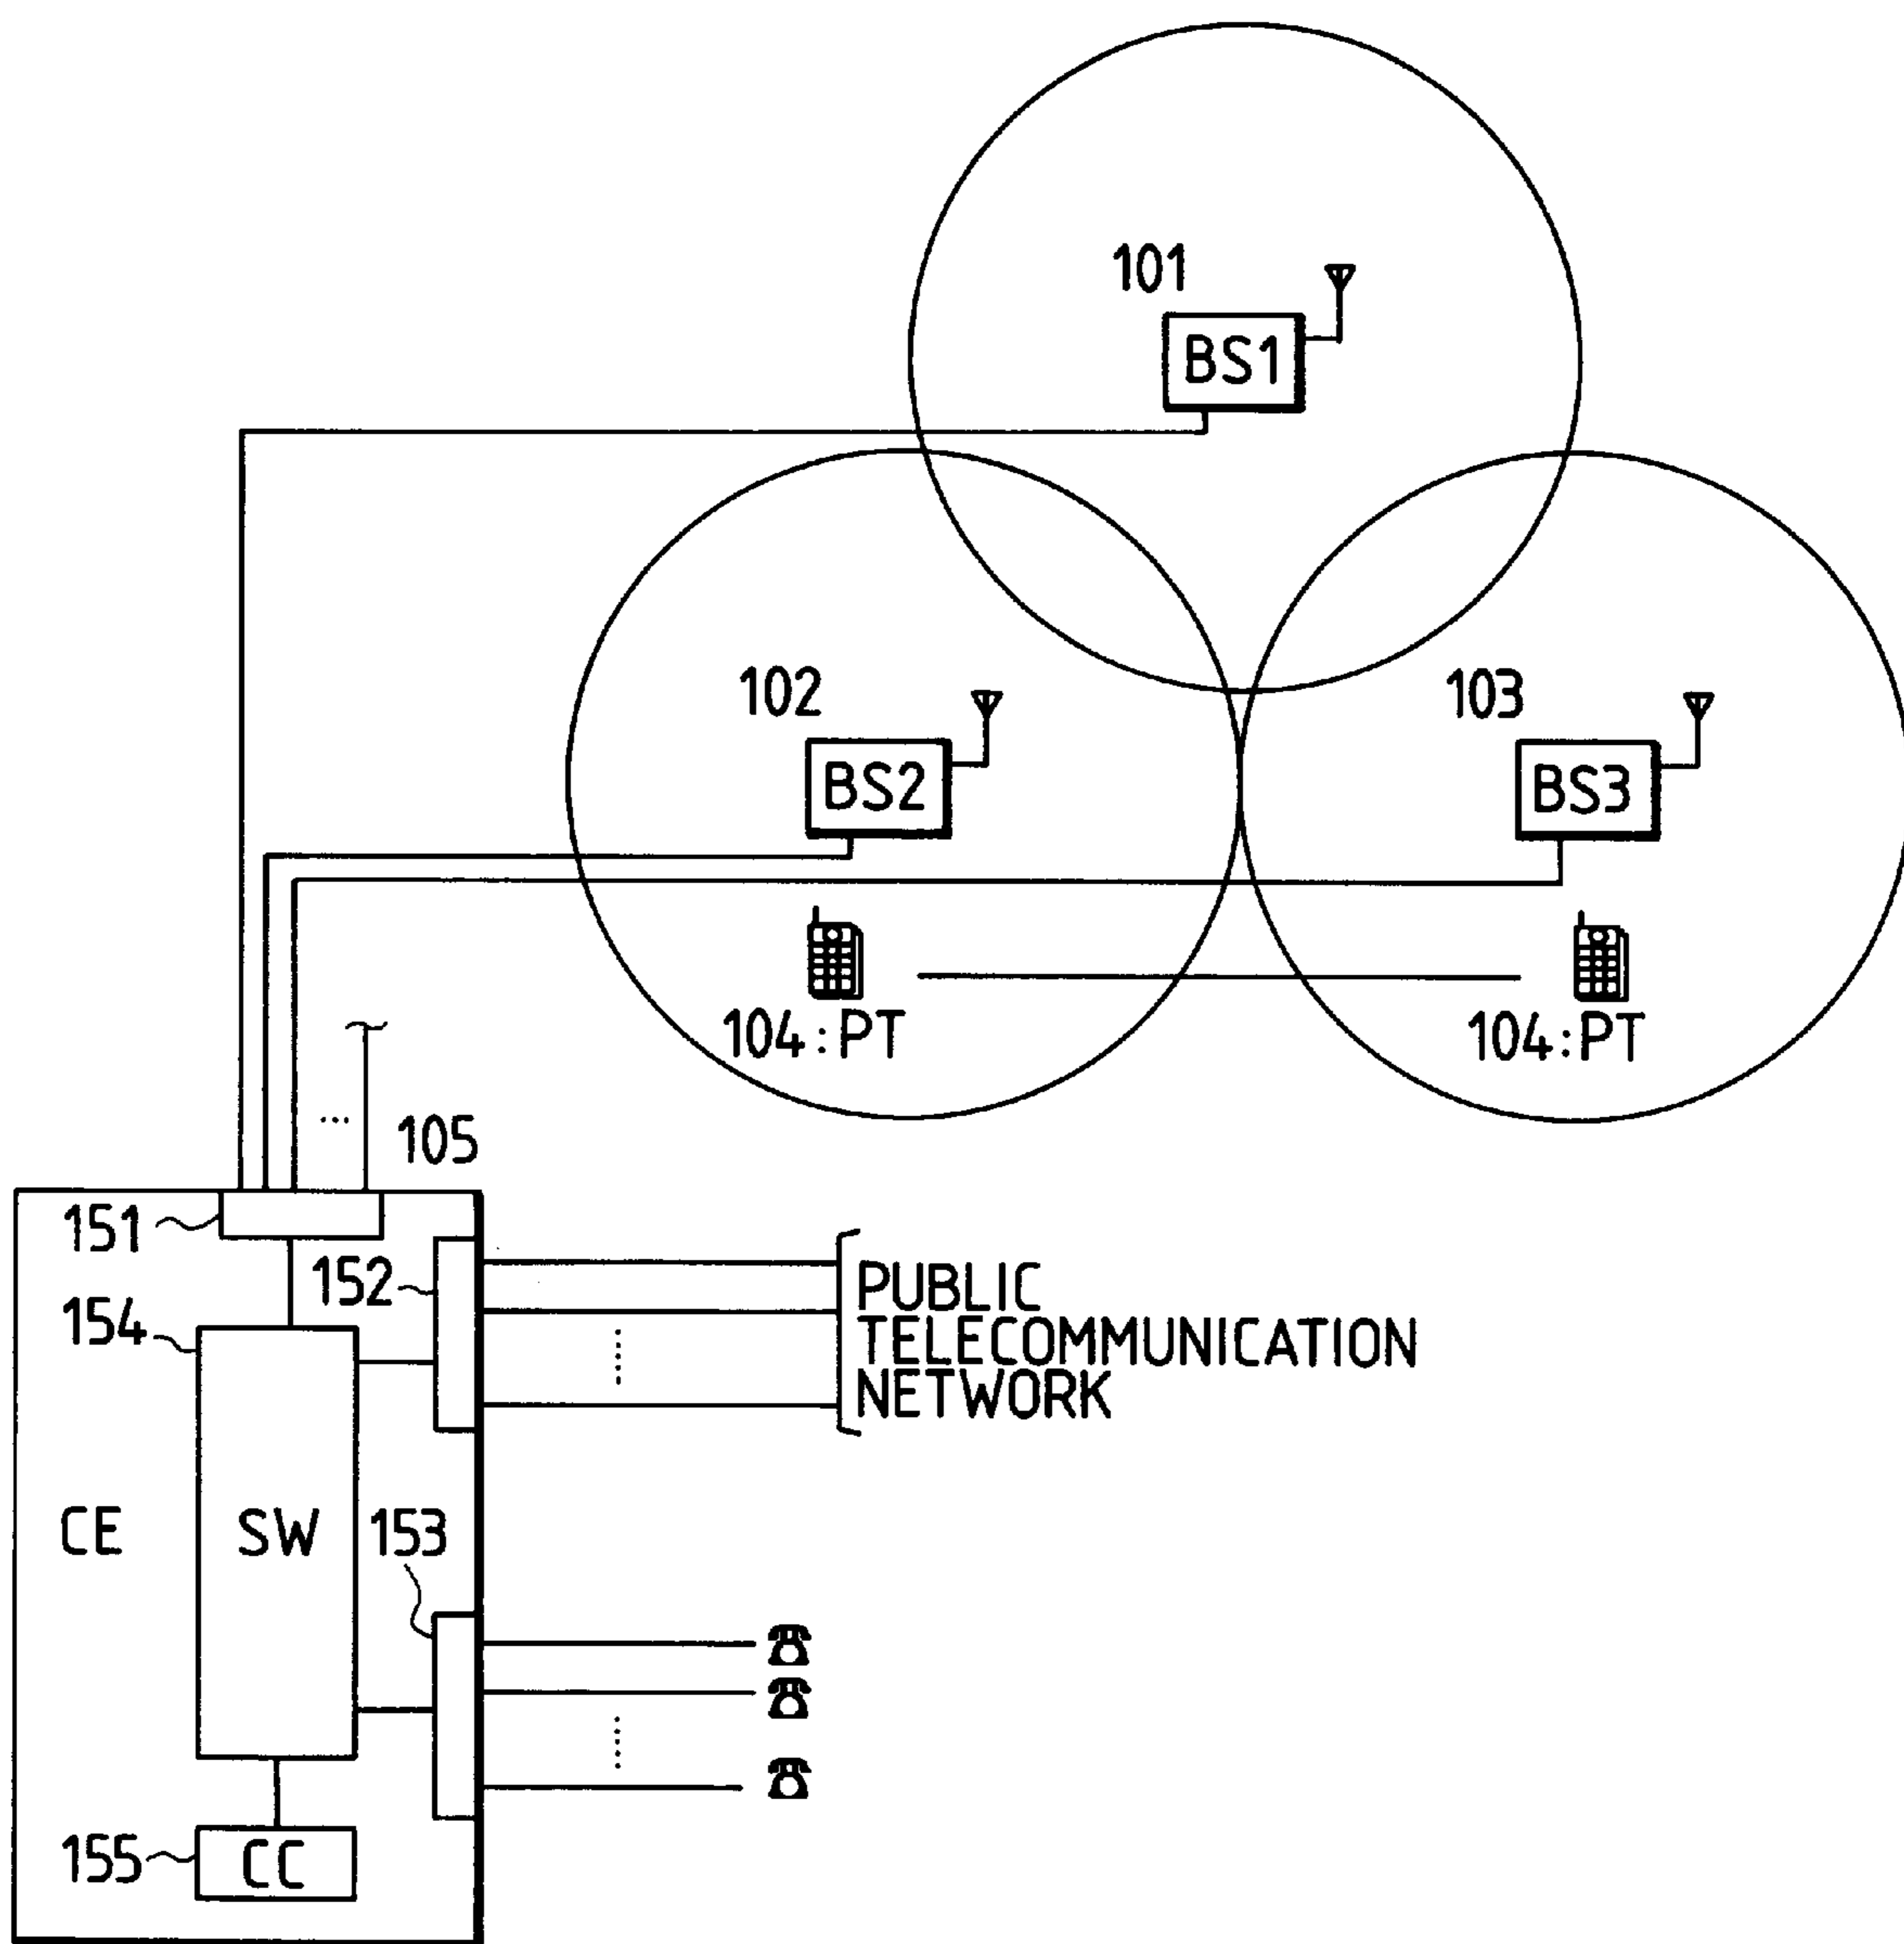 101
BS1
102
BS2
103
BS3
104:PT
104:PT
...
105
151
152
154
PUBLIC
TELECOMMUNICATION
NETWORK
CE
SW
153
155
CC